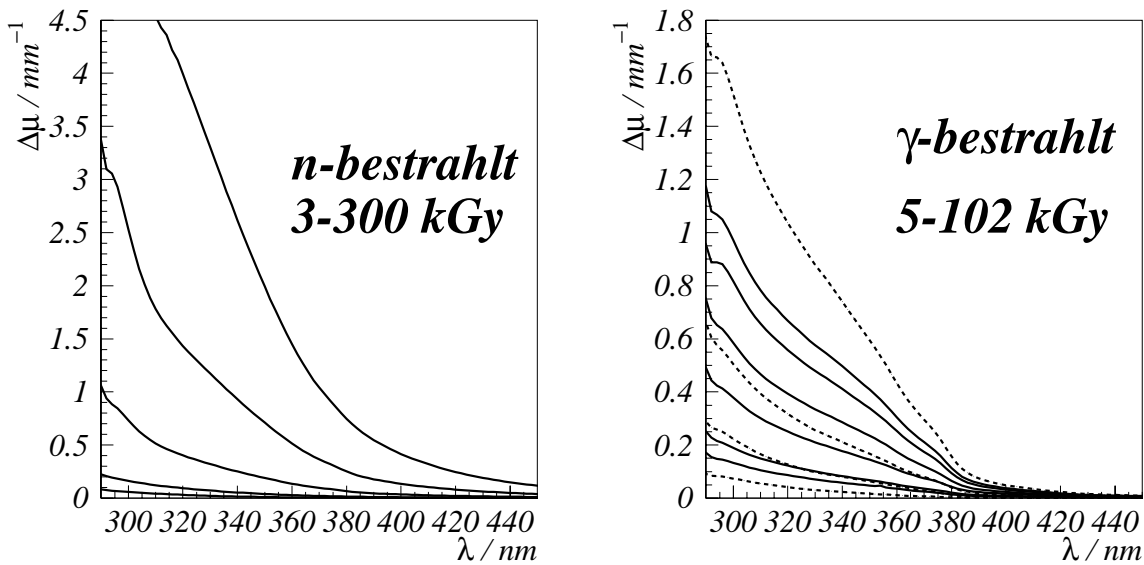 Δμ / mm⁻¹
4.5
4
3.5
3
2.5
2
1.5
1
0.5
0
n-bestrahlt
3-300 kGy
300 320 340 360 380 400 420 440
λ / nm
Δμ / mm⁻¹
1.8
1.6
1.4
1.2
1
0.8
0.6
0.4
0.2
0
γ-bestrahlt
5-102 kGy
300 320 340 360 380 400 420 440
λ / nm